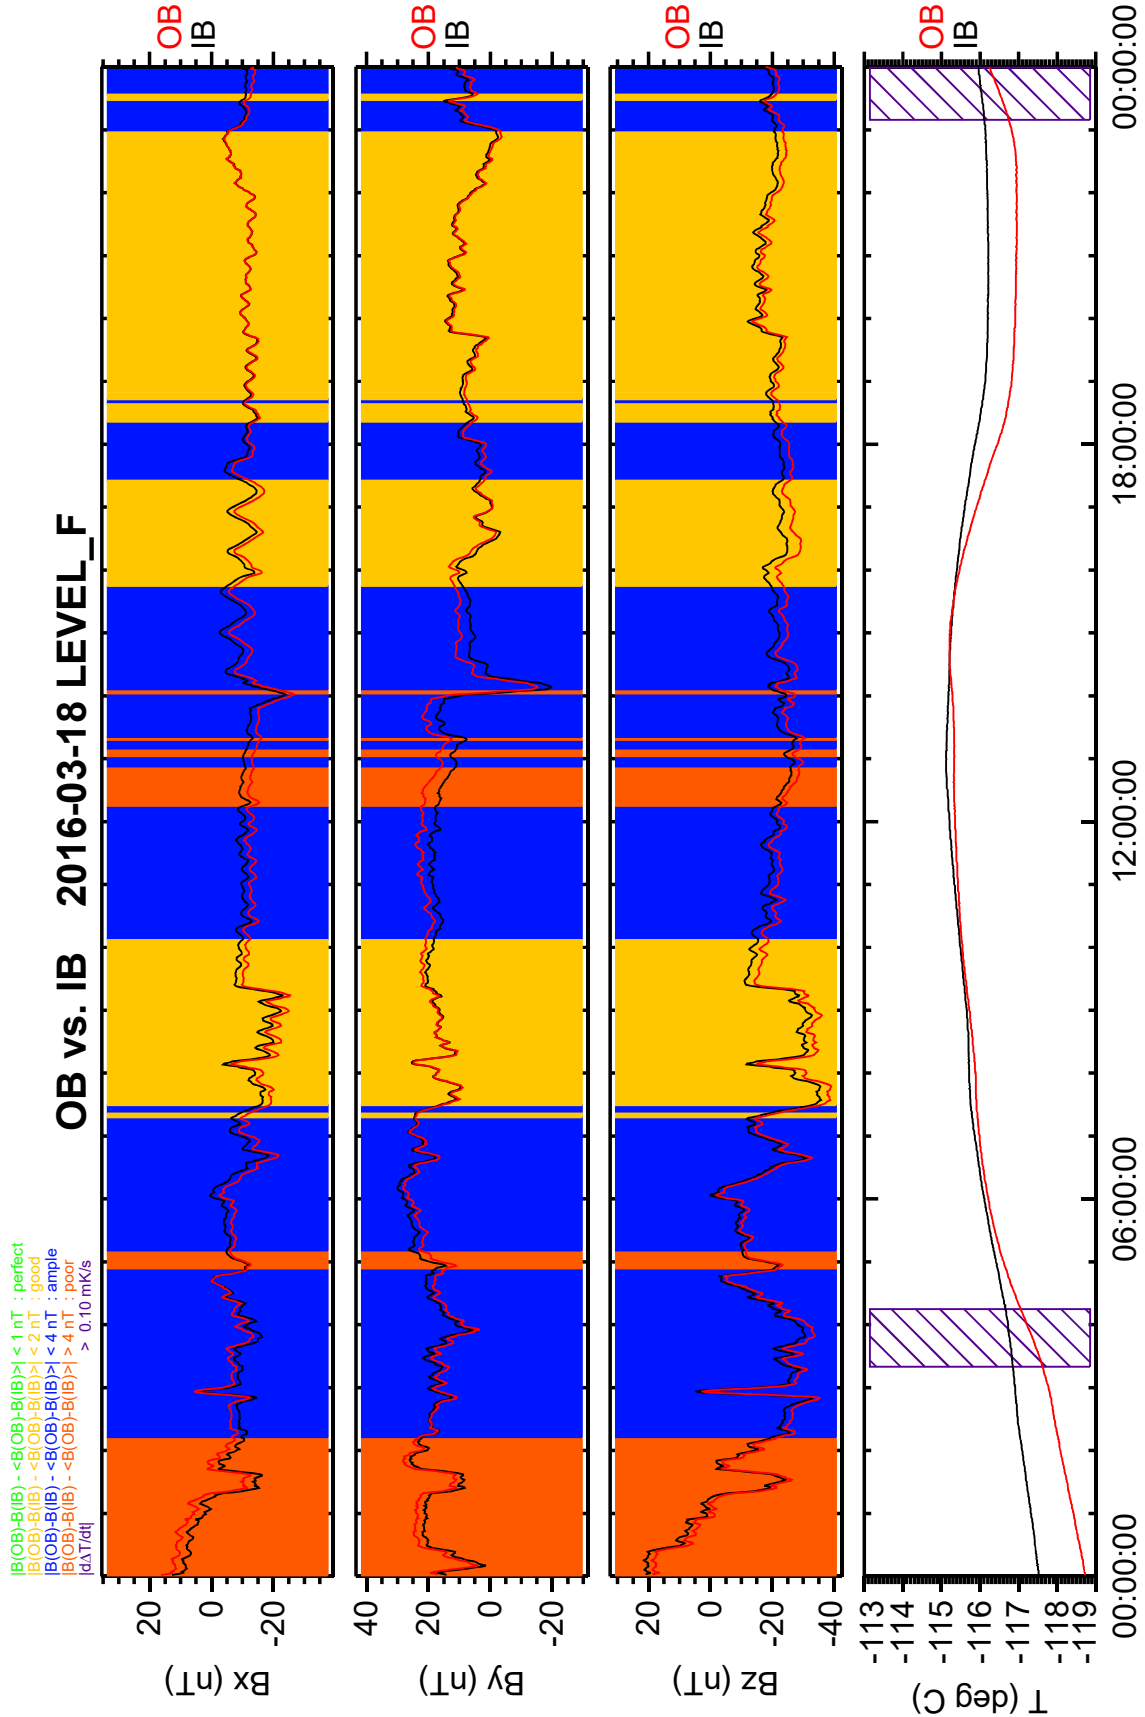 OB vs. IB 2016-03-18 LEVEL_F
|B(OB)-B(IB) - <B(OB)-B(IB)>| < 1 nT : perfect
|B(OB)-B(IB) - <B(OB)-B(IB)>| < 2 nT : good
|B(OB)-B(IB) - <B(OB)-B(IB)>| < 4 nT : ample
|B(OB)-B(IB) - <B(OB)-B(IB)>| > 4 nT : poor
|dΔT/dt| > 0.10 mK/s
Bx (nT)
20
0
-20
OB
IB
By (nT)
40
20
0
-20
OB
IB
Bz (nT)
20
0
-20
-40
OB
IB
T (deg C)
-113
-114
-115
-116
-117
-118
-119
OB
IB
00:00:00
06:00:00
12:00:00
18:00:00
00:00:00